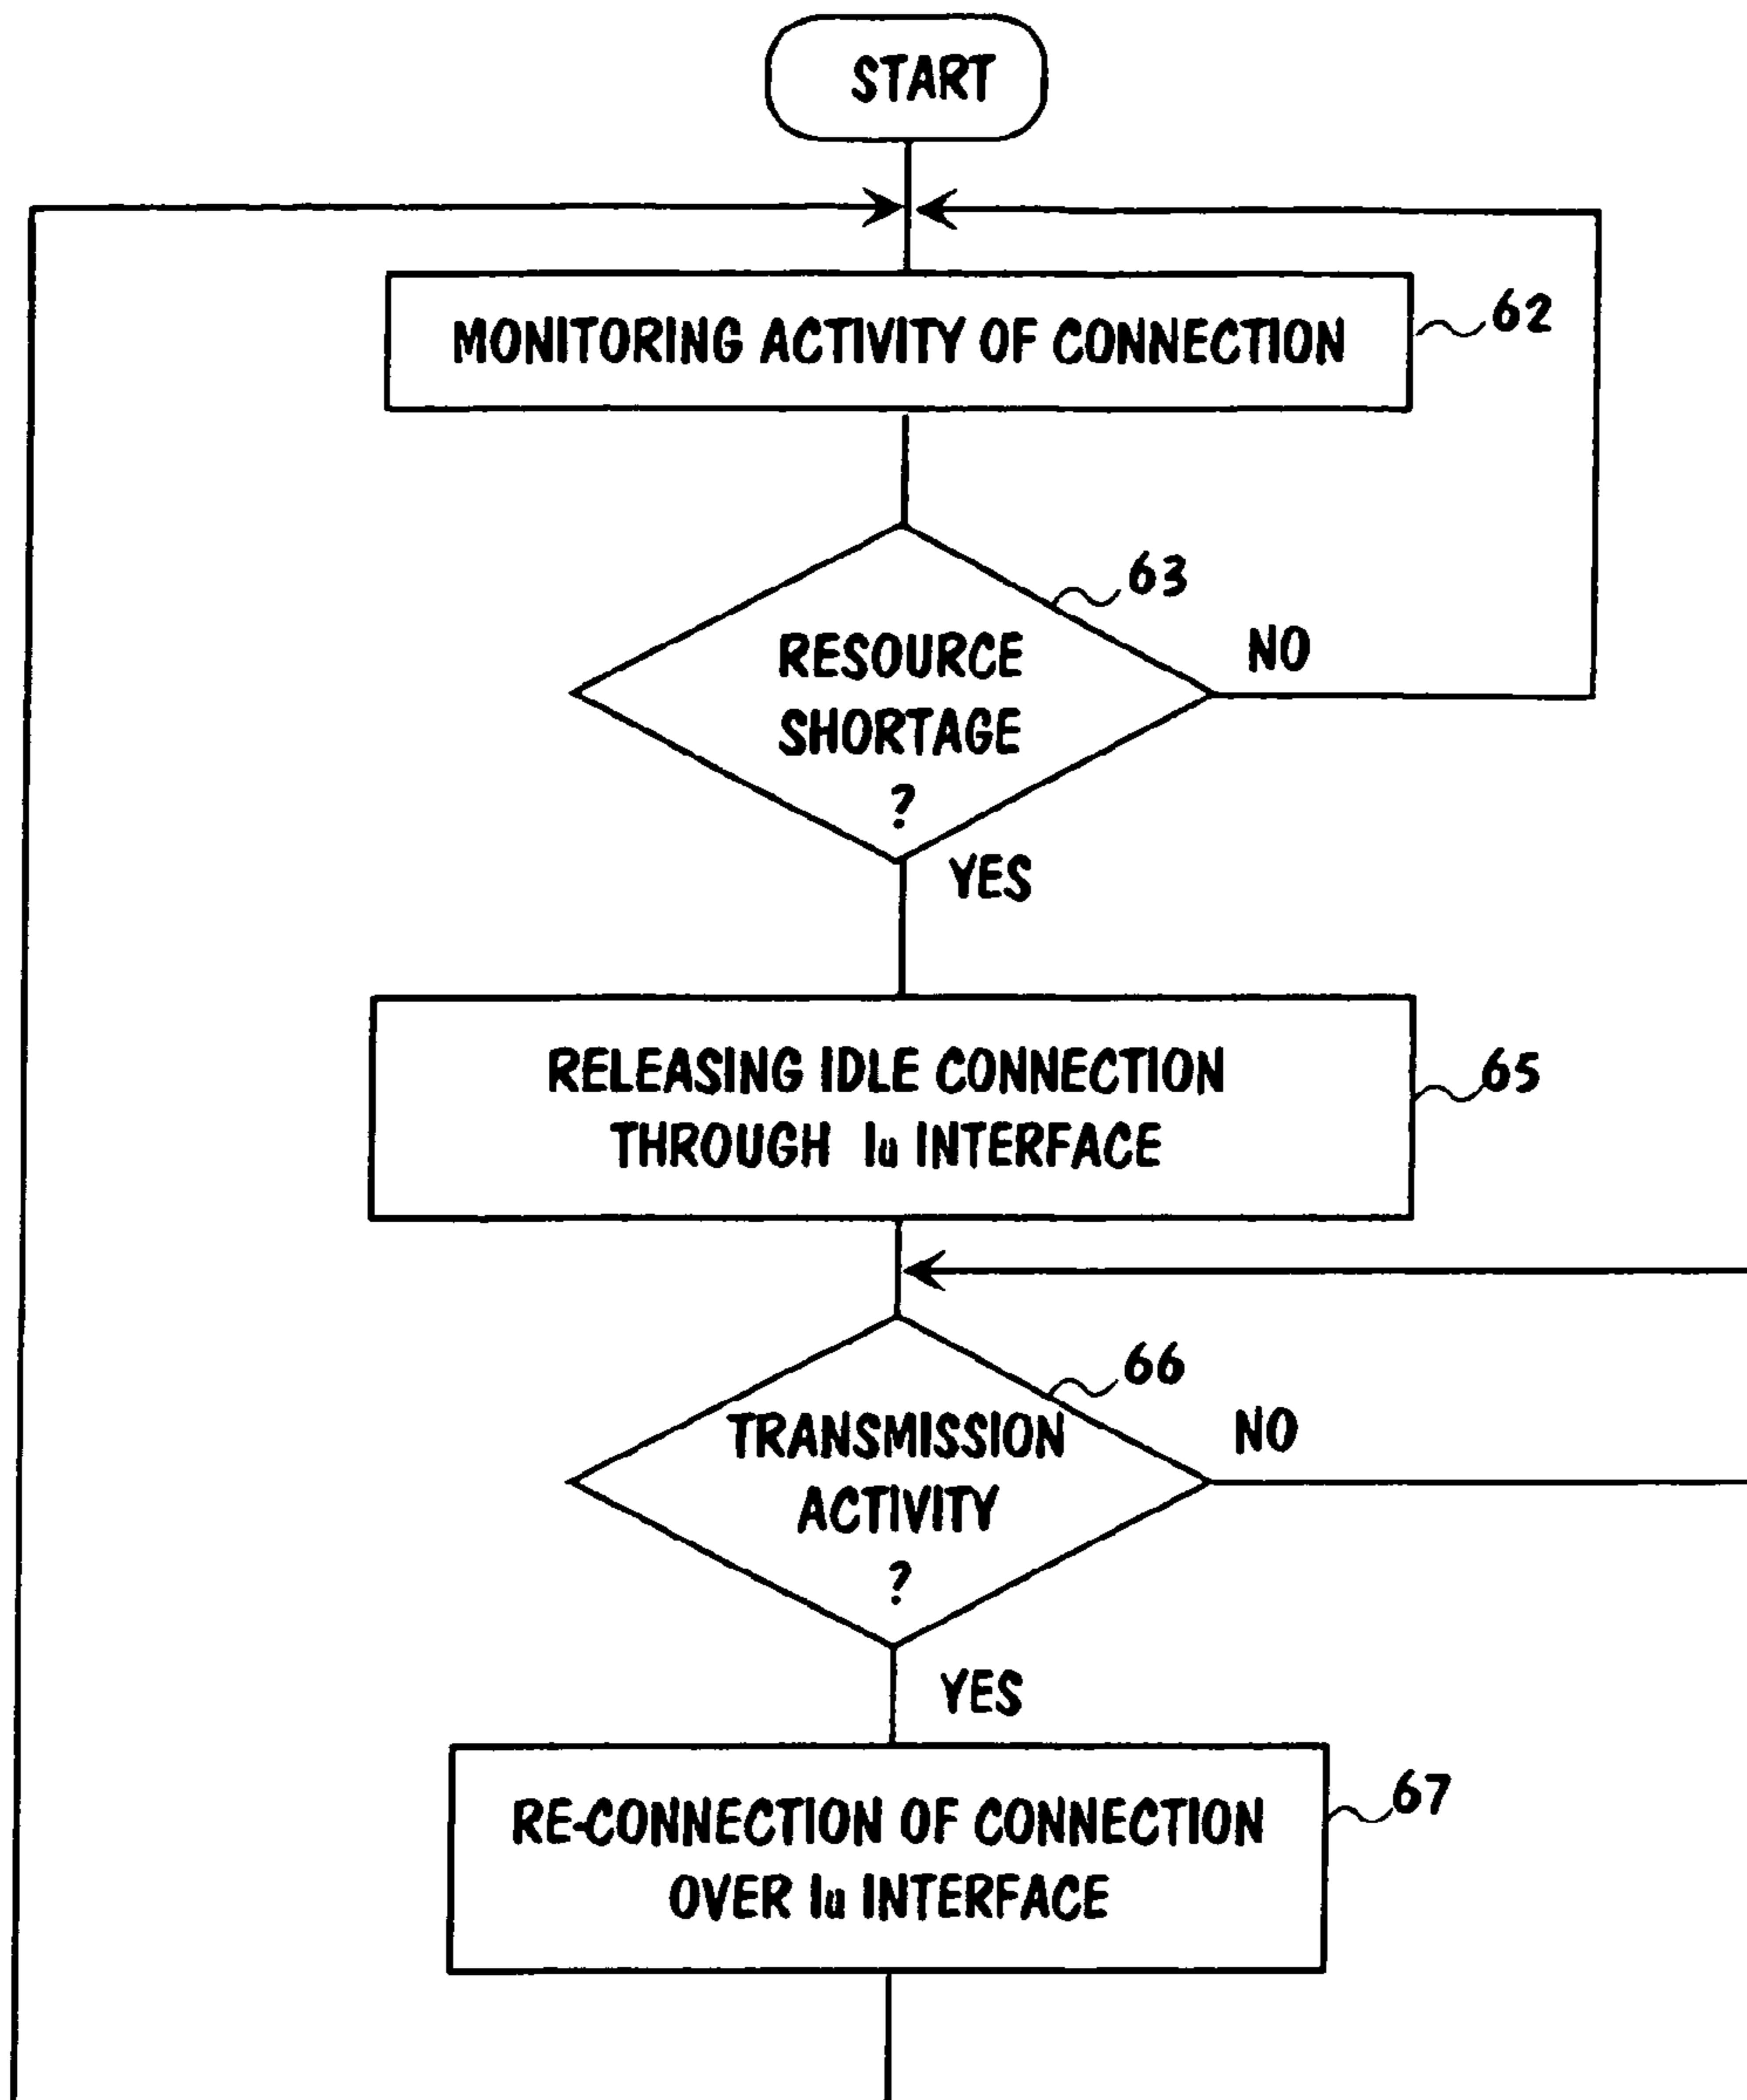 START
MONITORING ACTIVITY OF CONNECTION
62
63
RESOURCE
SHORTAGE
?
NO
YES
RELEASING IDLE CONNECTION
THROUGH Iu INTERFACE
65
66
TRANSMISSION
ACTIVITY
?
NO
YES
RE-CONNECTION OF CONNECTION
OVER Iu INTERFACE
67